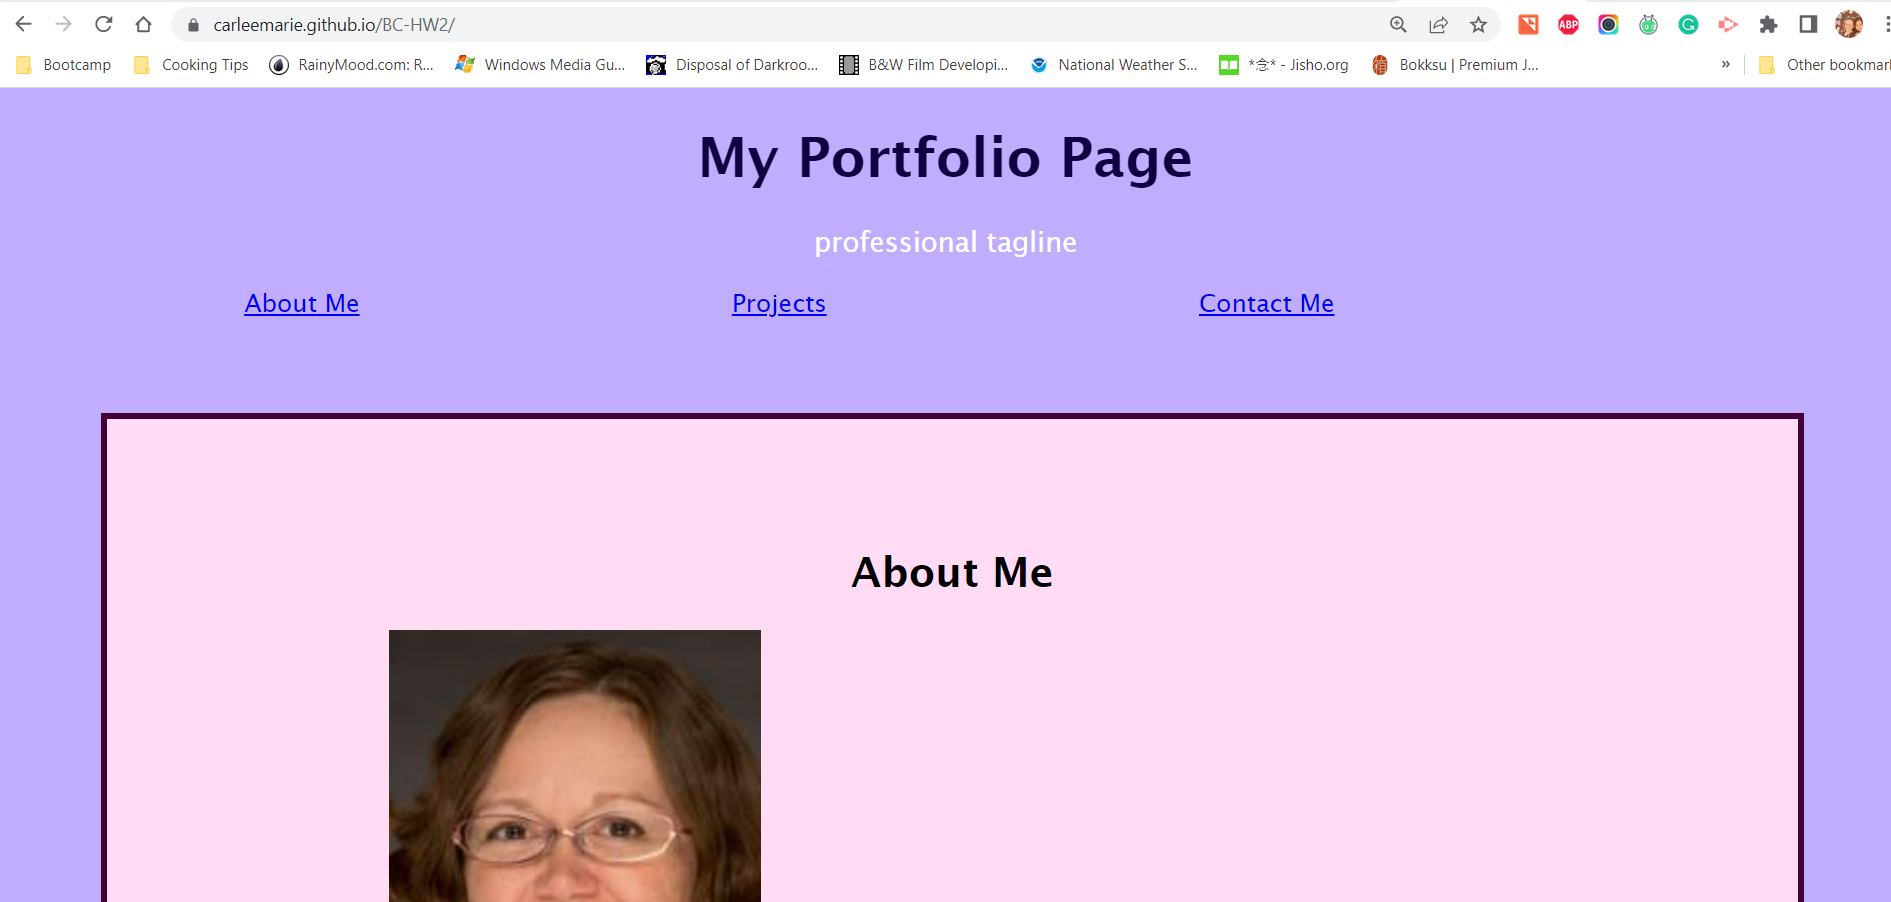 carleemarie.github.io/BC-HW2/
ABP
Bootcamp Cooking Tips RainyMood.com: R... Windows Media Gu... Disposal of Darkroo... B&W Film Developi... National Weather S... *念* - Jisho.org Bokksu | Premium J... » Other bookmar
My Portfolio Page
professional tagline
About Me Projects Contact Me
About Me